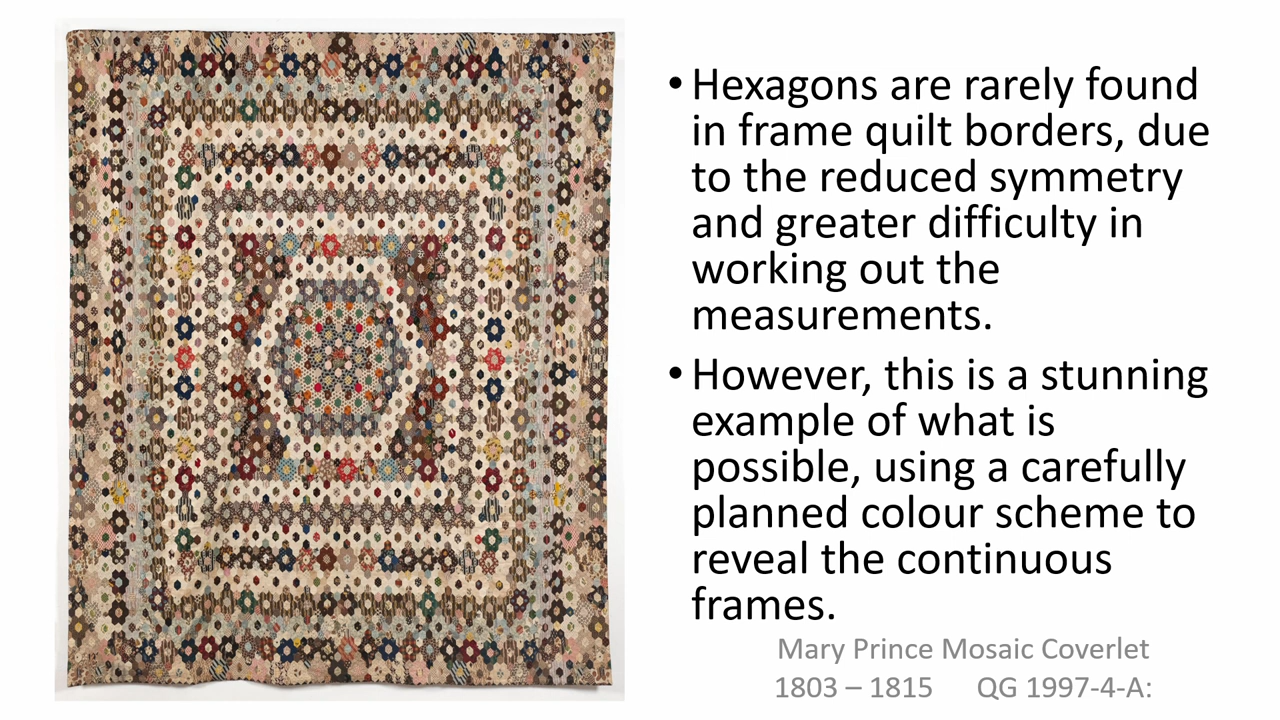 • Hexagons are rarely found
in frame quilt borders, due
to the reduced symmetry
and greater difficulty in
working out the
measurements.
• However, this is a stunning
example of what is
possible, using a carefully
planned colour scheme to
reveal the continuous
frames.
Mary Prince Mosaic Coverlet
1803 – 1815 QG 1997-4-A: